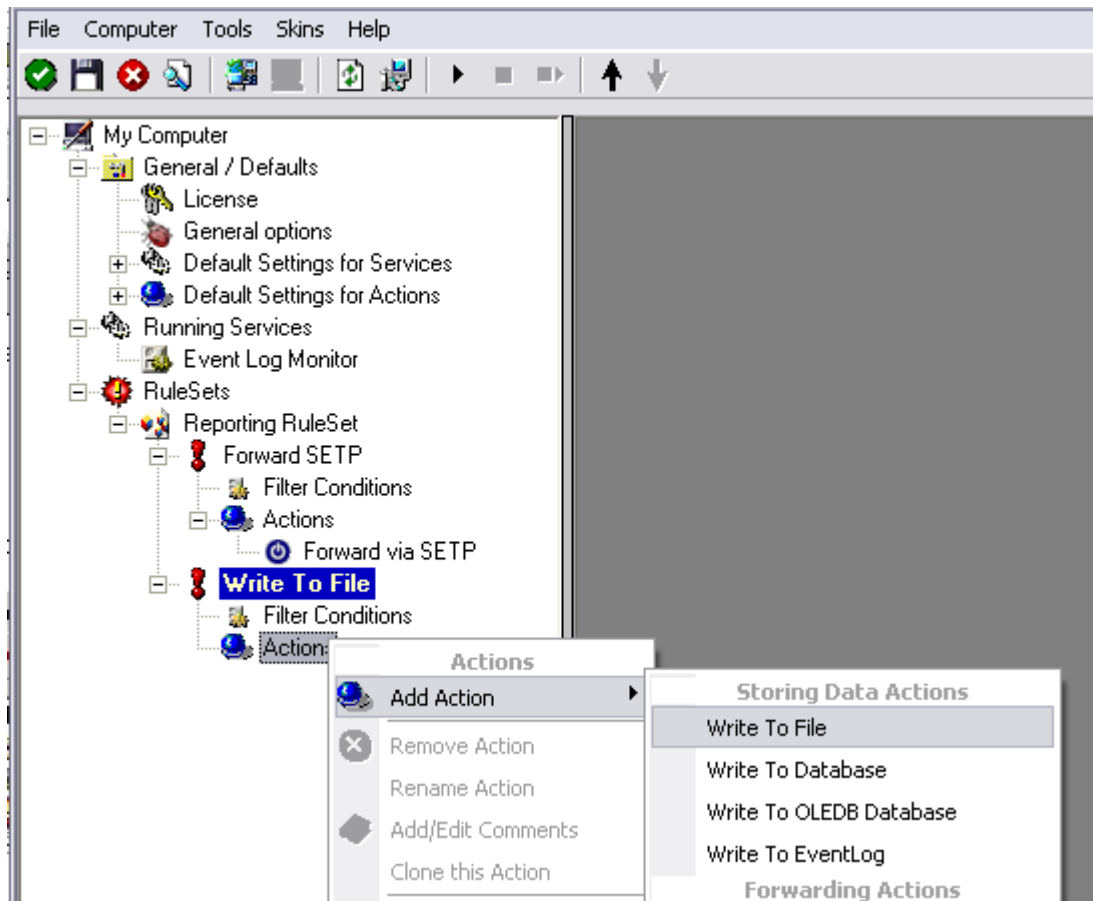 File Computer Tools Skins Help
My Computer
General / Defaults
License
General options
Default Settings for Services
Default Settings for Actions
Running Services
Event Log Monitor
RuleSets
Reporting RuleSet
Forward SETP
Filter Conditions
Actions
Forward via SETP
Write To File
Filter Conditions
Action
Actions
Add Action
Remove Action
Rename Action
Add/Edit Comments
Clone this Action
Storing Data Actions
Write To File
Write To Database
Write To OLEDB Database
Write To EventLog
Forwarding Actions